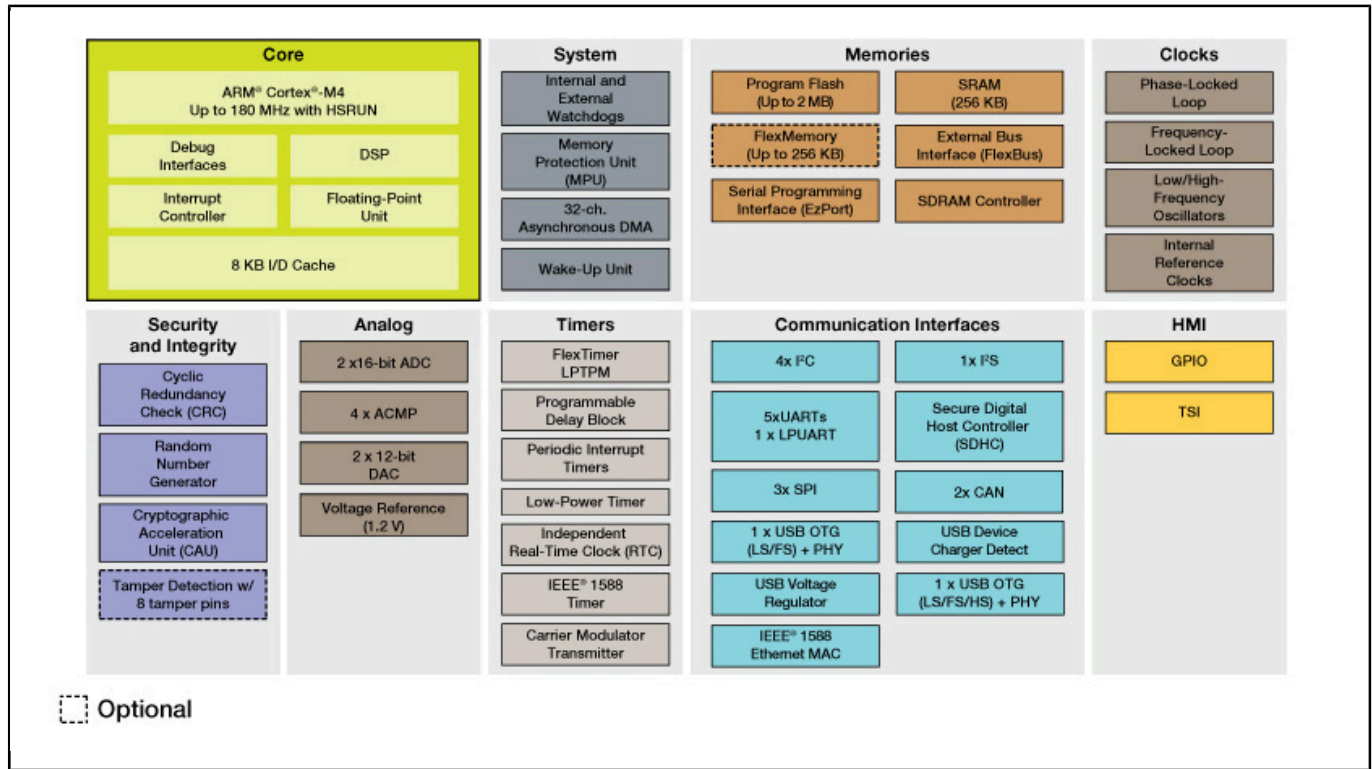 Core
ARM® Cortex®-M4
Up to 180 MHz with HSRUN
Debug
Interfaces
DSP
Interrupt
Controller
Floating-Point
Unit
8 KB I/D Cache
System
Internal and
External
Watchdogs
Memory
Protection Unit
(MPU)
32-ch.
Asynchronous DMA
Wake-Up Unit
Memories
Program Flash
(Up to 2 MB)
SRAM
(256 KB)
FlexMemory
(Up to 256 KB)
External Bus
Interface (FlexBus)
Serial Programming
Interface (EzPort)
SDRAM Controller
Clocks
Phase-Locked
Loop
Frequency-
Locked Loop
Low/High-
Frequency
Oscillators
Internal
Reference
Clocks
Security
and Integrity
Cyclic
Redundancy
Check (CRC)
Random
Number
Generator
Cryptographic
Acceleration
Unit (CAU)
Tamper Detection w/
8 tamper pins
Analog
2 x16-bit ADC
4 x ACMP
2 x 12-bit
DAC
Voltage Reference
(1.2 V)
Timers
FlexTimer
LPTPM
Programmable
Delay Block
Periodic Interrupt
Timers
Low-Power Timer
Independent
Real-Time Clock (RTC)
IEEE® 1588
Timer
Carrier Modulator
Transmitter
Communication Interfaces
4x I²C
1x I²S
5xUARTs
1 x LPUART
Secure Digital
Host Controller
(SDHC)
3x SPI
2x CAN
1 x USB OTG
(LS/FS) + PHY
USB Device
Charger Detect
USB Voltage
Regulator
1 x USB OTG
(LS/FS/HS) + PHY
IEEE® 1588
Ethernet MAC
HMI
GPIO
TSI
Optional